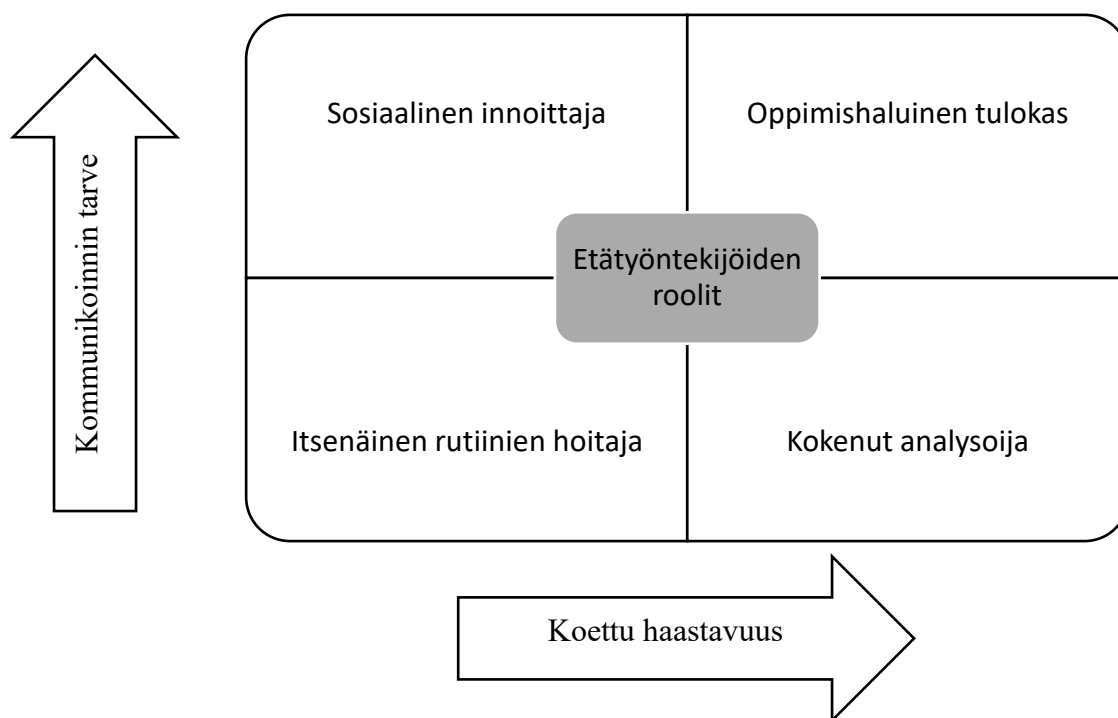 Sosiaalinen innoittaja
Oppimishaluinen tulokas
Kommunikoinnin tarve
Etätyöntekijöiden
roolit
Itsenäinen rutiinien hoitaja
Kokenut analysoija
Koettu haastavuus